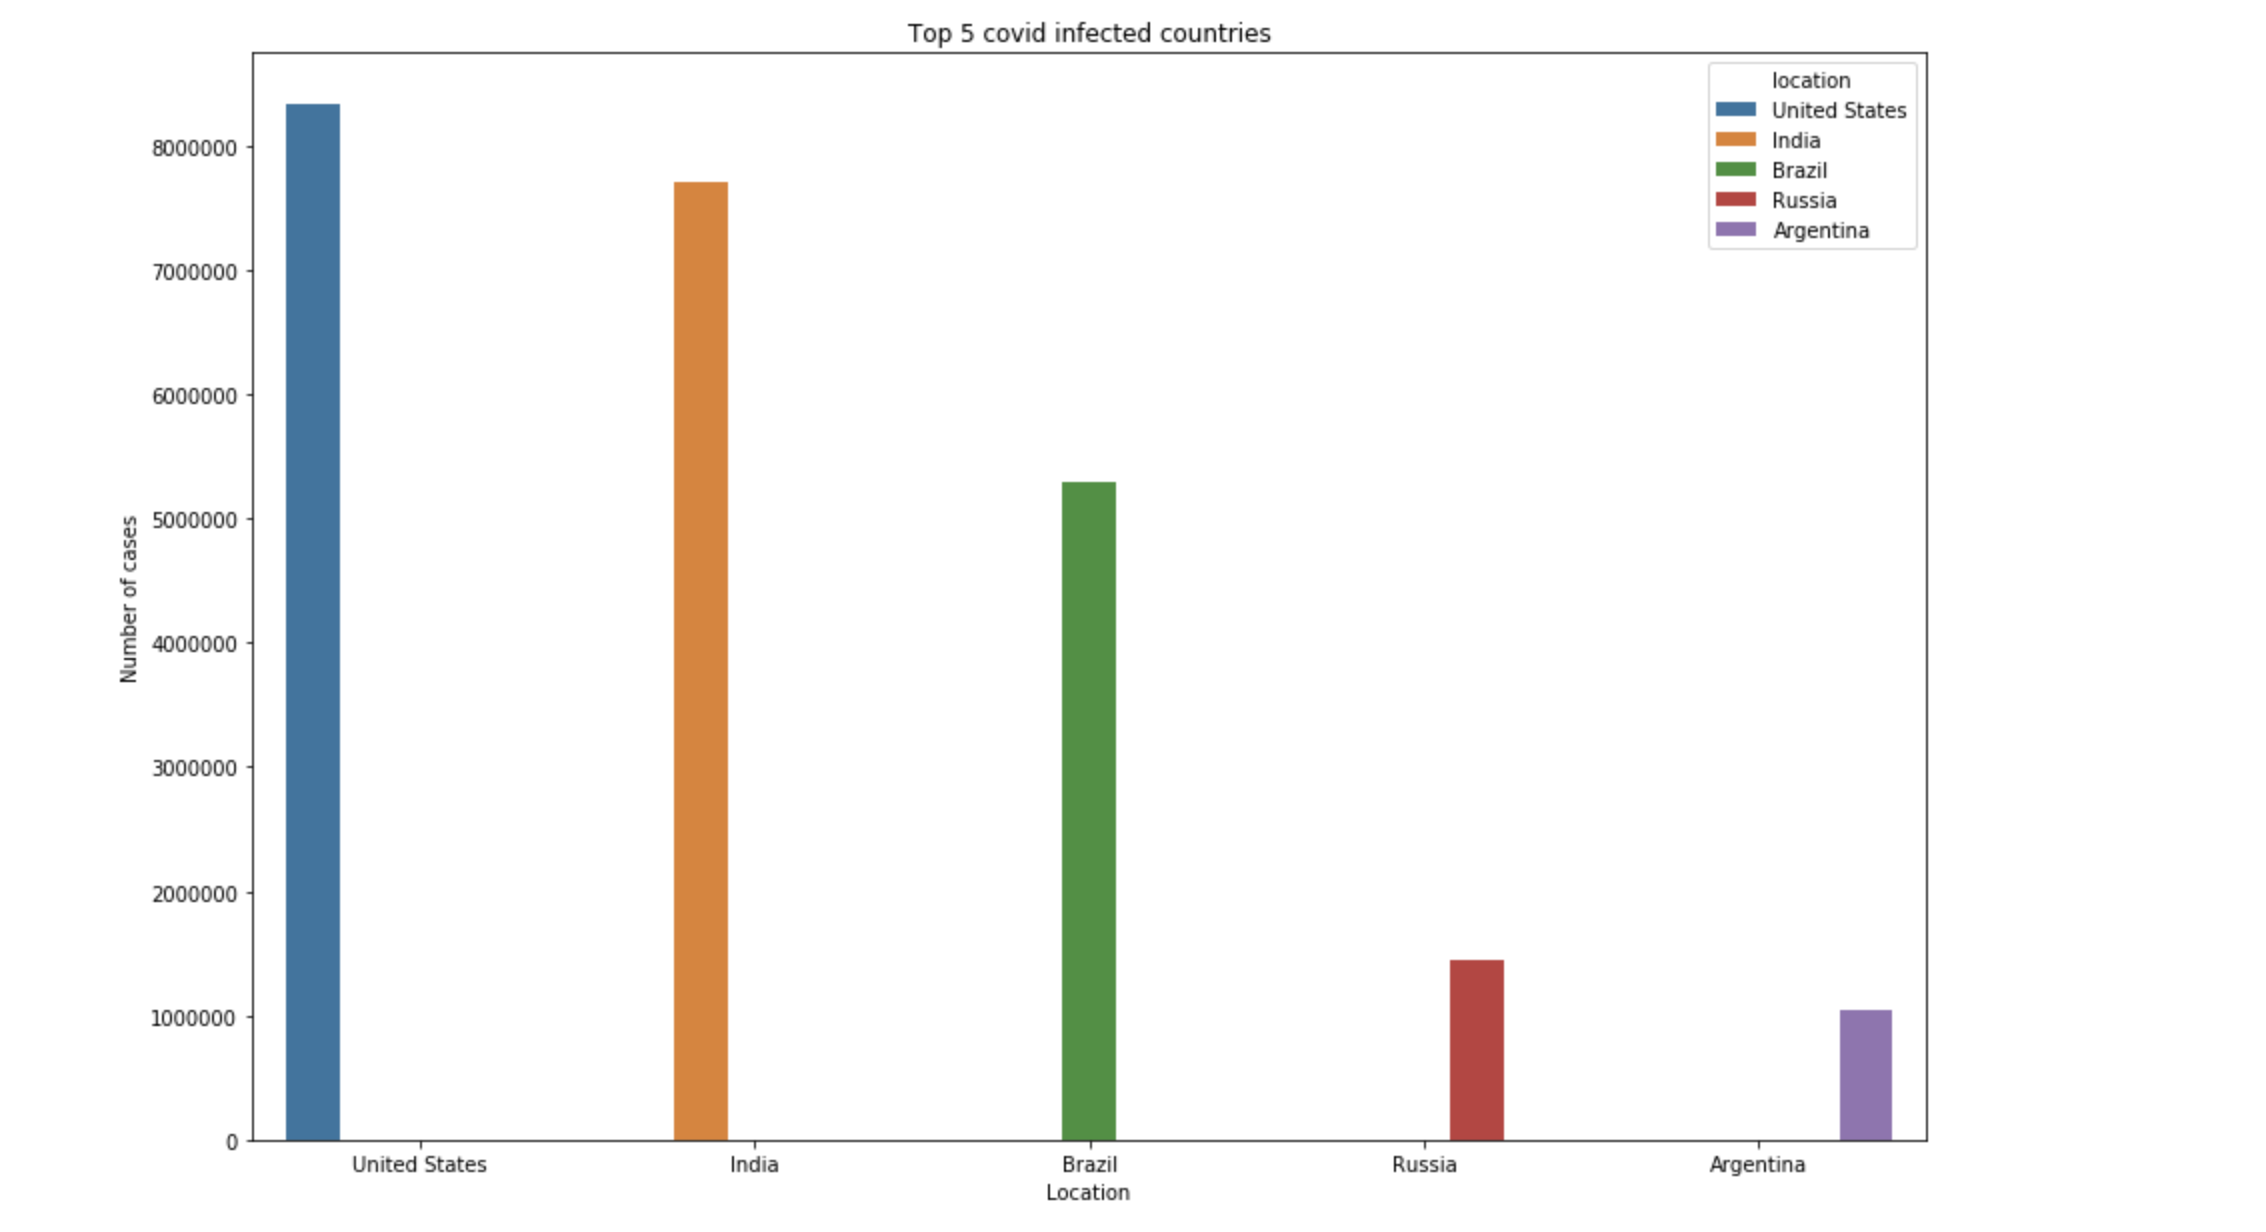 Top 5 covid infected countries
location
United States
India
Brazil
Russia
Argentina
8000000
7000000
6000000
5000000
4000000
3000000
2000000
1000000
0
Number of cases
United States India Brazil Russia Argentina
Location